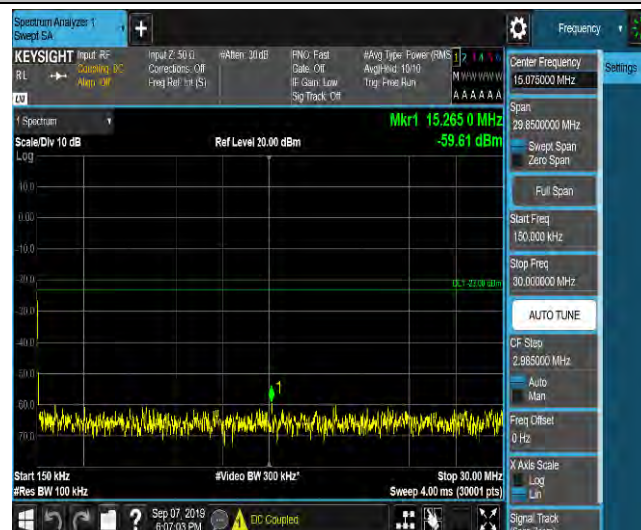 Spectrum Analyzer 1
Swept SA
Frequency
KEYSIGHT
RL
Input: RF
Coupling: DC
Align: Off
Input Z: 50 Ω
Corrections: Off
Freq Ref: Int (S)
#Atten: 30 dB
PNO: Fast
Gate: Off
IF Gain: Low
Sig Track: Off
#Avg Type: Power (RMS
Avg|Hold: 10/10
Trig: Free Run
M W W W W W
A A A A A A
1 Spectrum
Scale/Div 10 dB
Log
Ref Level 20.00 dBm
Mkr1 15.265 0 MHz
-59.61 dBm
10.0
0.00
-10.0
-20.0
-30.0
-40.0
-50.0
-60.0
-70.0
1
Start 150 kHz
#Res BW 100 kHz
#Video BW 300 kHz*
Stop 30.00 MHz
Sweep 4.00 ms (30001 pts)
Sep 07, 2019
6:07:03 PM
DC Coupled
Center Frequency
15.075000 MHz
Settings
Span
29.8500000 MHz
Swept Span
Zero Span
Full Span
Start Freq
150.000 kHz
Stop Freq
30.000000 MHz
AUTO TUNE
CF Step
2.985000 MHz
Auto
Man
Freq Offset
0 Hz
X Axis Scale
Log
Lin
Signal Track